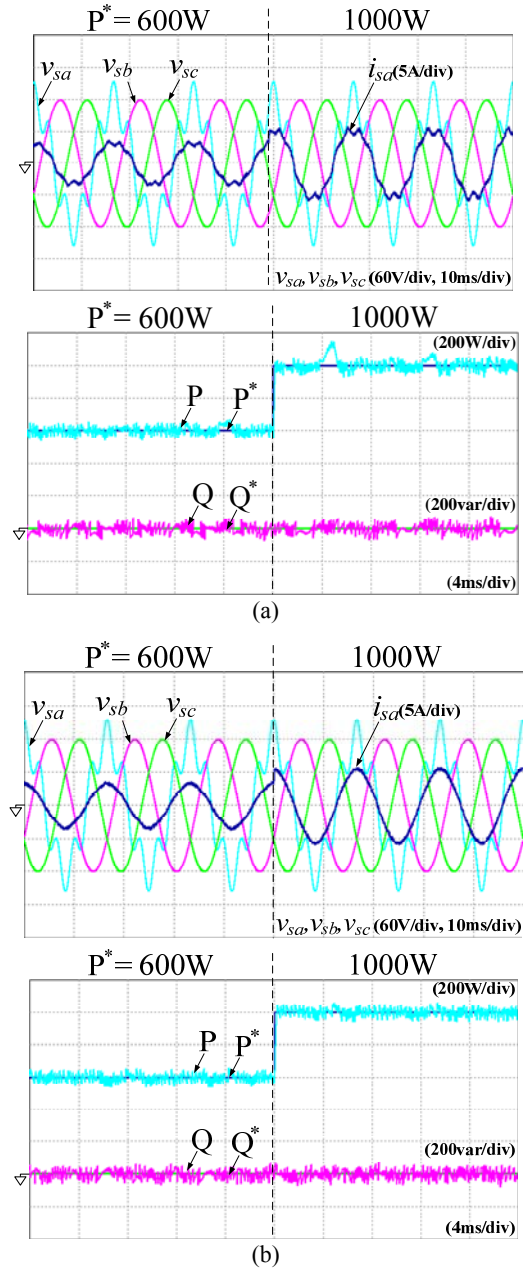 P* = 600W 1000W
vsa vsb vsc isa(5A/div)
vsa,vsb,vsc (60V/div, 10ms/div)
P* = 600W 1000W
(200W/div)
P P*
Q Q* (200var/div)
(4ms/div)
(a)
P* = 600W 1000W
vsa vsb vsc isa(5A/div)
vsa,vsb,vsc (60V/div, 10ms/div)
P* = 600W 1000W
(200W/div)
P P*
Q Q* (200var/div)
(4ms/div)
(b)